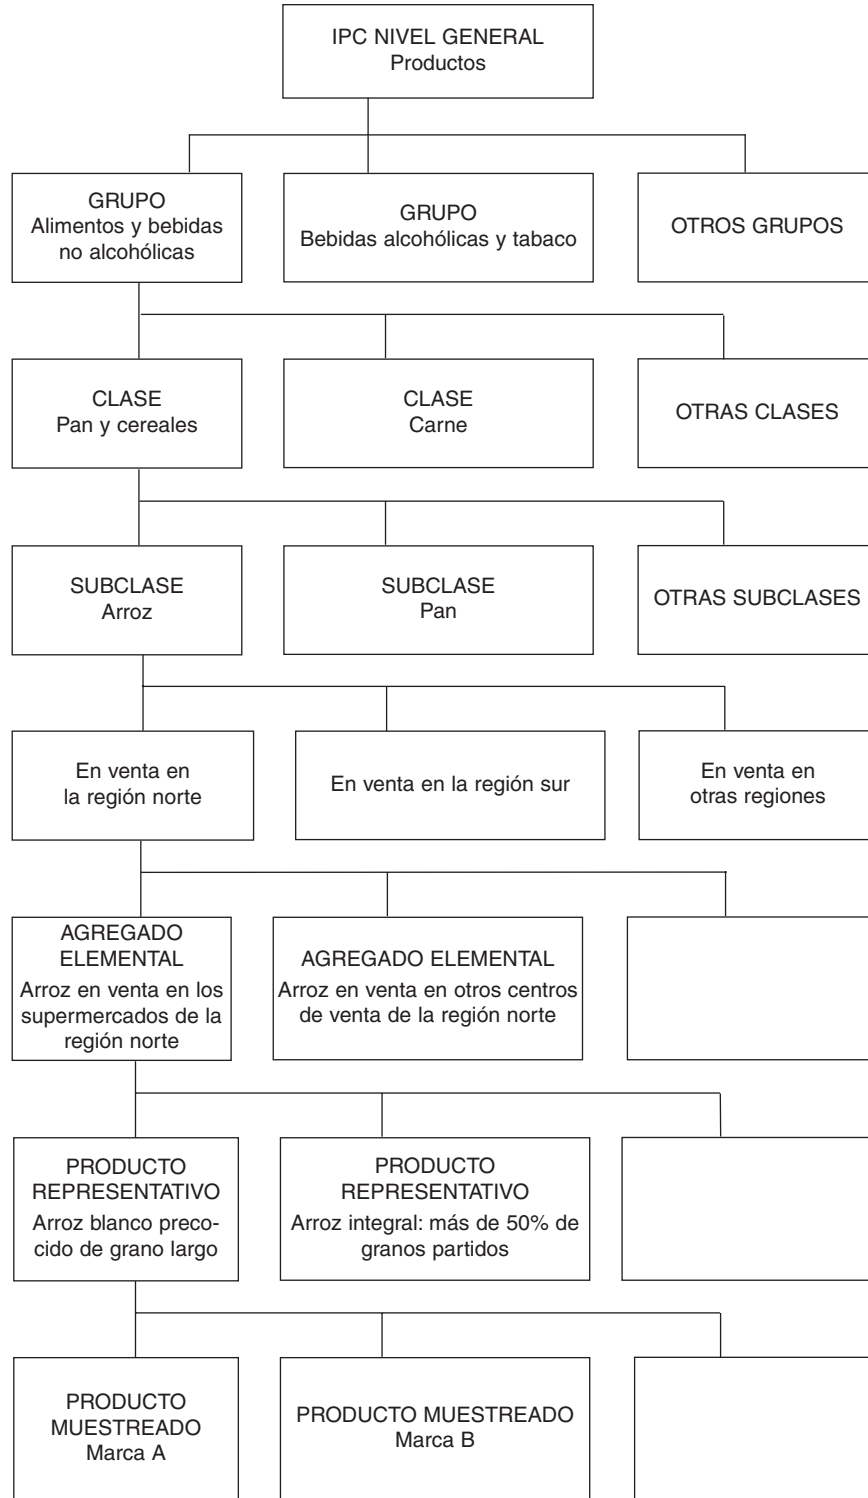 IPC NIVEL GENERAL
Productos
GRUPO
Alimentos y bebidas
no alcohólicas
GRUPO
Bebidas alcohólicas y tabaco
OTROS GRUPOS
CLASE
Pan y cereales
CLASE
Carne
OTRAS CLASES
SUBCLASE
Arroz
SUBCLASE
Pan
OTRAS SUBCLASES
En venta en
la región norte
En venta en la región sur
En venta en
otras regiones
AGREGADO
ELEMENTAL
Arroz en venta en los
supermercados de la
región norte
AGREGADO ELEMENTAL
Arroz en venta en otros centros
de venta de la región norte
PRODUCTO
REPRESENTATIVO
Arroz blanco preco-
cido de grano largo
PRODUCTO
REPRESENTATIVO
Arroz integral: más de 50% de
granos partidos
PRODUCTO
MUESTREADO
Marca A
PRODUCTO MUESTREADO
Marca B